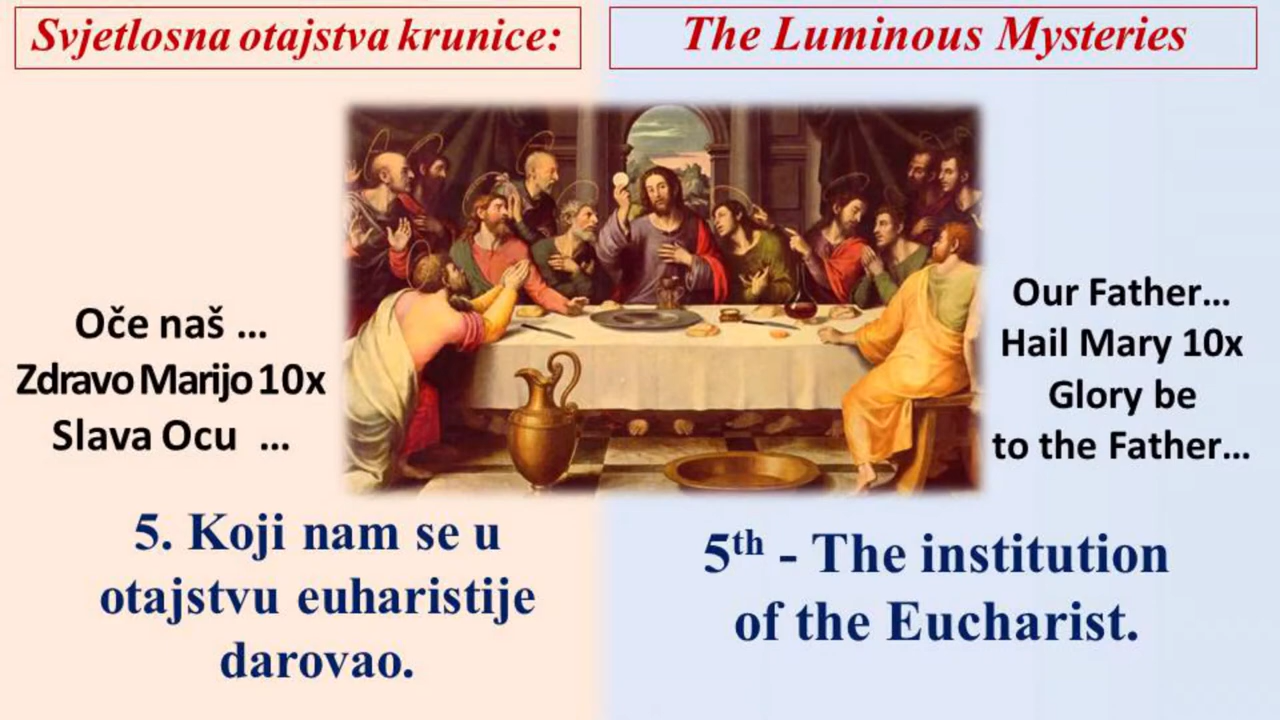 Svjetlosna otajstva krunice:
The Luminous Mysteries
Oče naš ...
Zdravo Marijo 10x
Slava Ocu ...
Our Father...
Hail Mary 10x
Glory be
to the Father...
5. Koji nam se u
otajstvu euharistije
darovao.
5th - The institution
of the Eucharist.